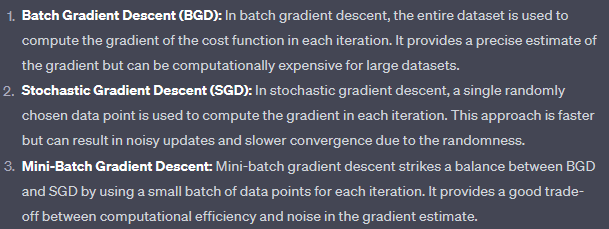 1. Batch Gradient Descent (BGD): In batch gradient descent, the entire dataset is used to
compute the gradient of the cost function in each iteration. It provides a precise estimate of
the gradient but can be computationally expensive for large datasets.
2. Stochastic Gradient Descent (SGD): In stochastic gradient descent, a single randomly
chosen data point is used to compute the gradient in each iteration. This approach is faster
but can result in noisy updates and slower convergence due to the randomness.
3. Mini-Batch Gradient Descent: Mini-batch gradient descent strikes a balance between BGD
and SGD by using a small batch of data points for each iteration. It provides a good trade-
off between computational efficiency and noise in the gradient estimate.